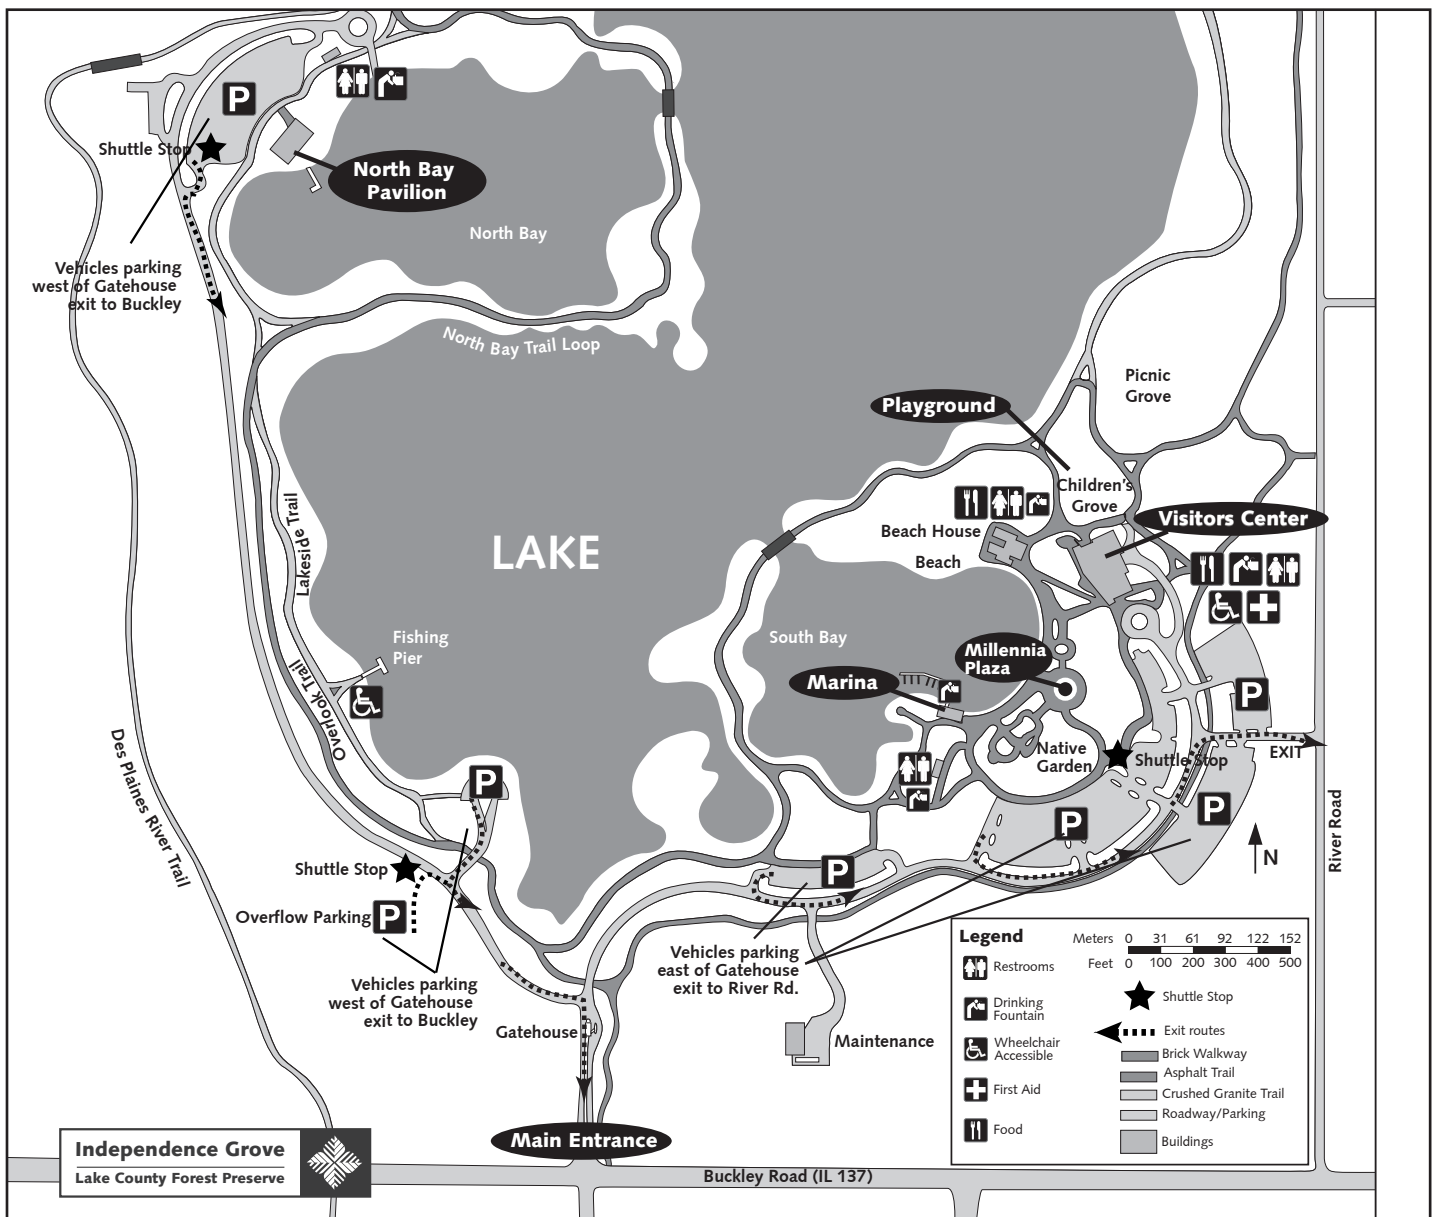 P
Shuttle Stop
North Bay
Pavilion
North Bay
Vehicles parking
west of Gatehouse
exit to Buckley
North Bay Trail Loop
Picnic
Grove
Playground
Children's
Grove
Visitors Center
Beach House
Beach
LAKE
Lakeside Trail
Fishing
Pier
Overlook Trail
South Bay
Millennia
Plaza
Marina
Native
Garden
Shuttle Stop
EXIT
P
P
P
P
P
N
River Road
Des Plaines River Trail
Shuttle Stop
Overflow Parking
P
Vehicles parking
west of Gatehouse
exit to Buckley
Vehicles parking
east of Gatehouse
exit to River Rd.
Gatehouse
Maintenance
Main Entrance
Buckley Road (IL 137)
Independence Grove
Lake County Forest Preserve
Legend
Restrooms
Drinking
Fountain
Wheelchair
Accessible
First Aid
Food
Meters 0 31 61 92 122 152
Feet 0 100 200 300 400 500
Shuttle Stop
Exit routes
Brick Walkway
Asphalt Trail
Crushed Granite Trail
Roadway/Parking
Buildings